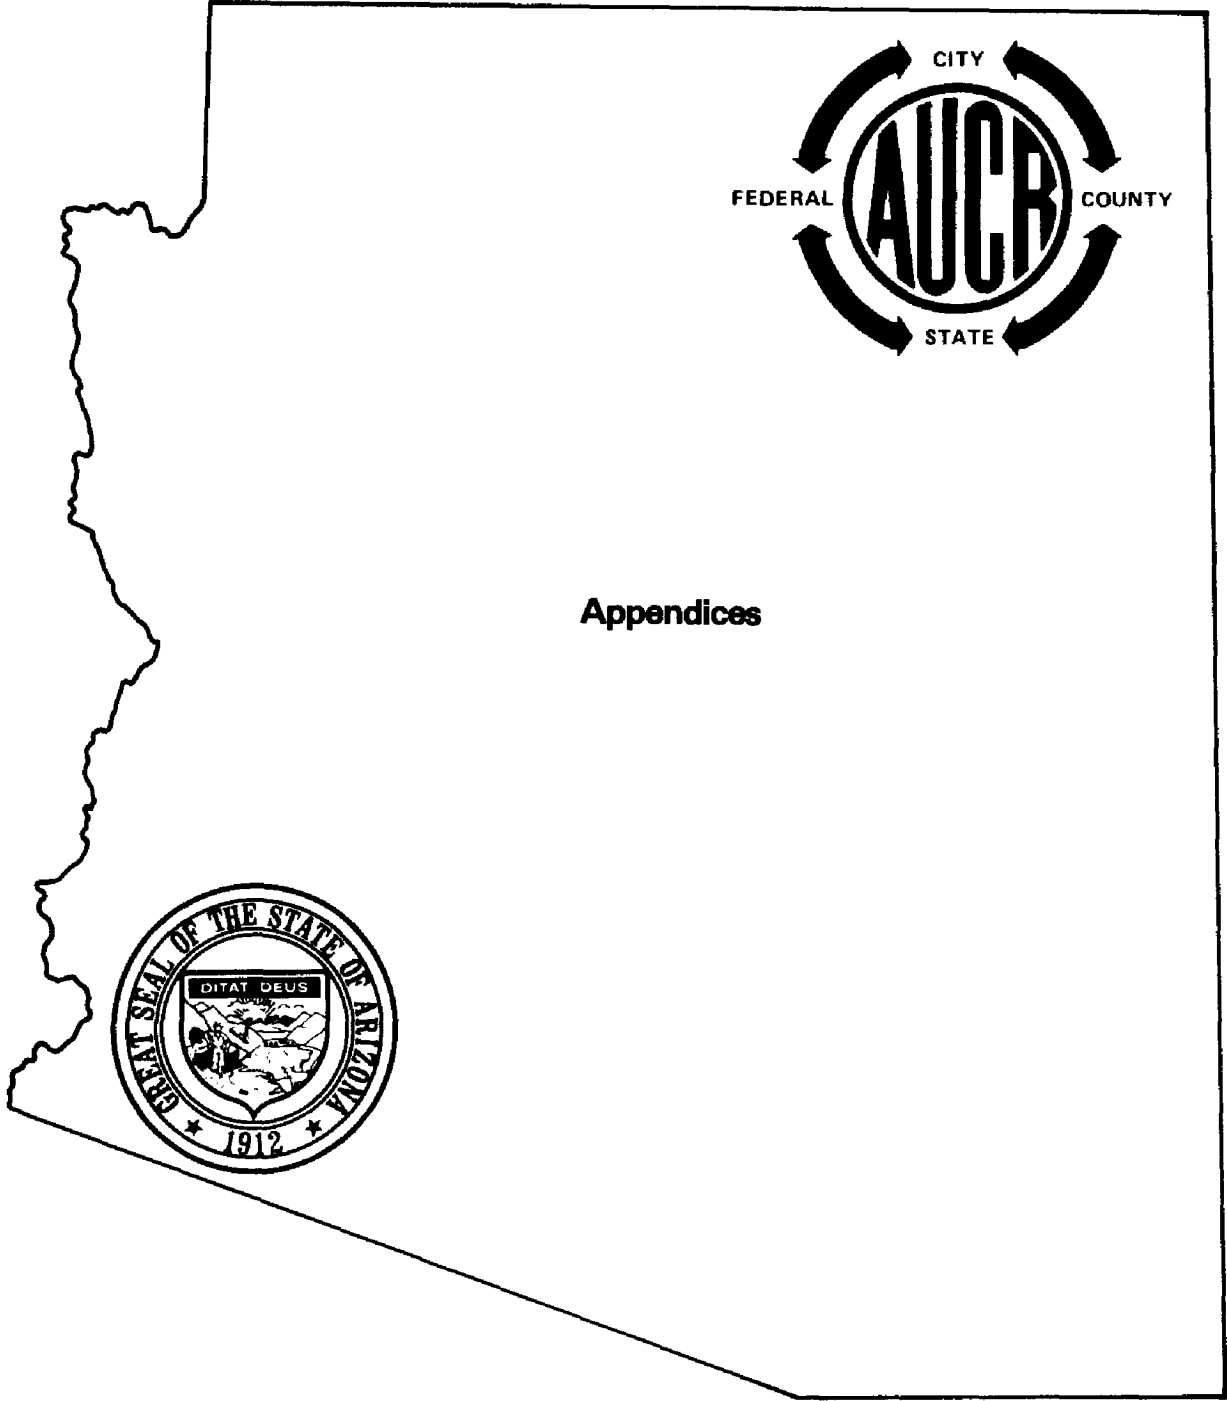 CITY
FEDERAL
AUCR
COUNTY
STATE
Appendices
GREAT SEAL OF THE STATE OF ARIZONA
DITAT DEUS
1912